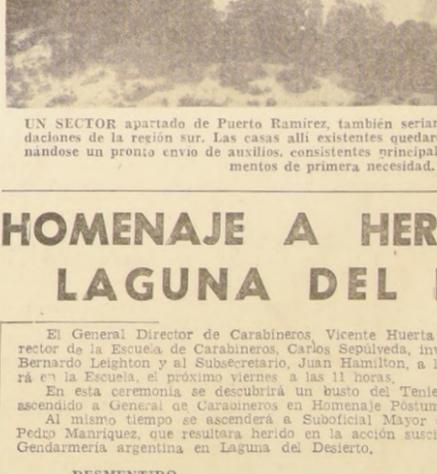 UN SECTOR apartado de Puerto Ramírez, también serían
daciones de la región sur. Las casas allí existentes quedar
nándose un pronto envío de auxilios, consistentes principal
mentos de primera necesidad.
HOMENAJE A HER
LAGUNA DEL
El General Director de Carabineros, Vicente Huerta
rector de la Escuela de Carabineros, Carlos Sepúlveda, inv
Bernardo Leighton y al Subsecretario, Juan Hamilton, a l
rá en la Escuela, el próximo viernes a las 11 horas.
En esta ceremonia se descubrirá un busto del Tenie
ascendido a General de Carabineros en Homenaje Póstum
Al mismo tiempo se ascenderá a Suboficial Mayor
Pedro Manríquez, que resultara herido en la acción susci
Gendarmería argentina en Laguna del Desierto.
DESMENTIDO